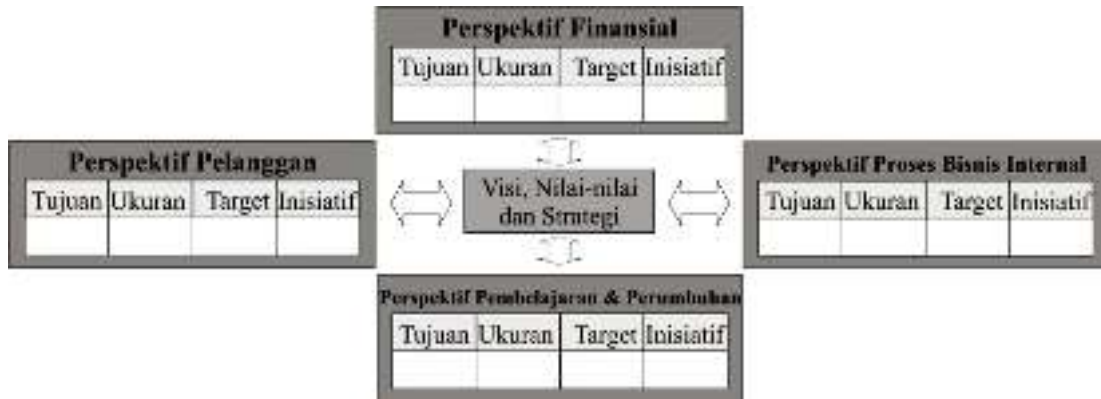 Perspektif Finansial
Tujuan Ukuran Target Inisiatif
Perspektif Pelanggan
Tujuan Ukuran Target Inisiatif
Visi, Nilai-nilai
dan Strategi
Perspektif Proses Bisnis Internal
Tujuan Ukuran Target Inisiatif
Perspektif Pembelajaran & Perumbuhan
Tujuan Ukuran Target Inisiatif